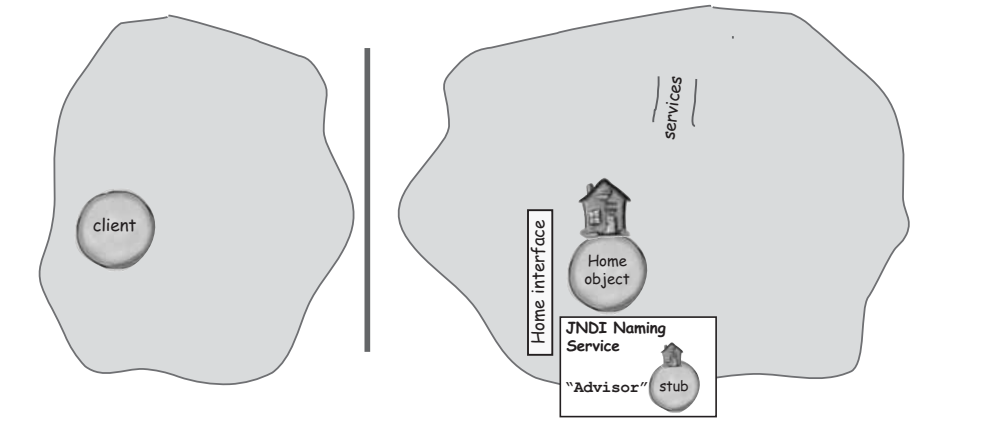 client
services
Home interface
Home
object
JNDI Naming
Service
“Advisor”
stub